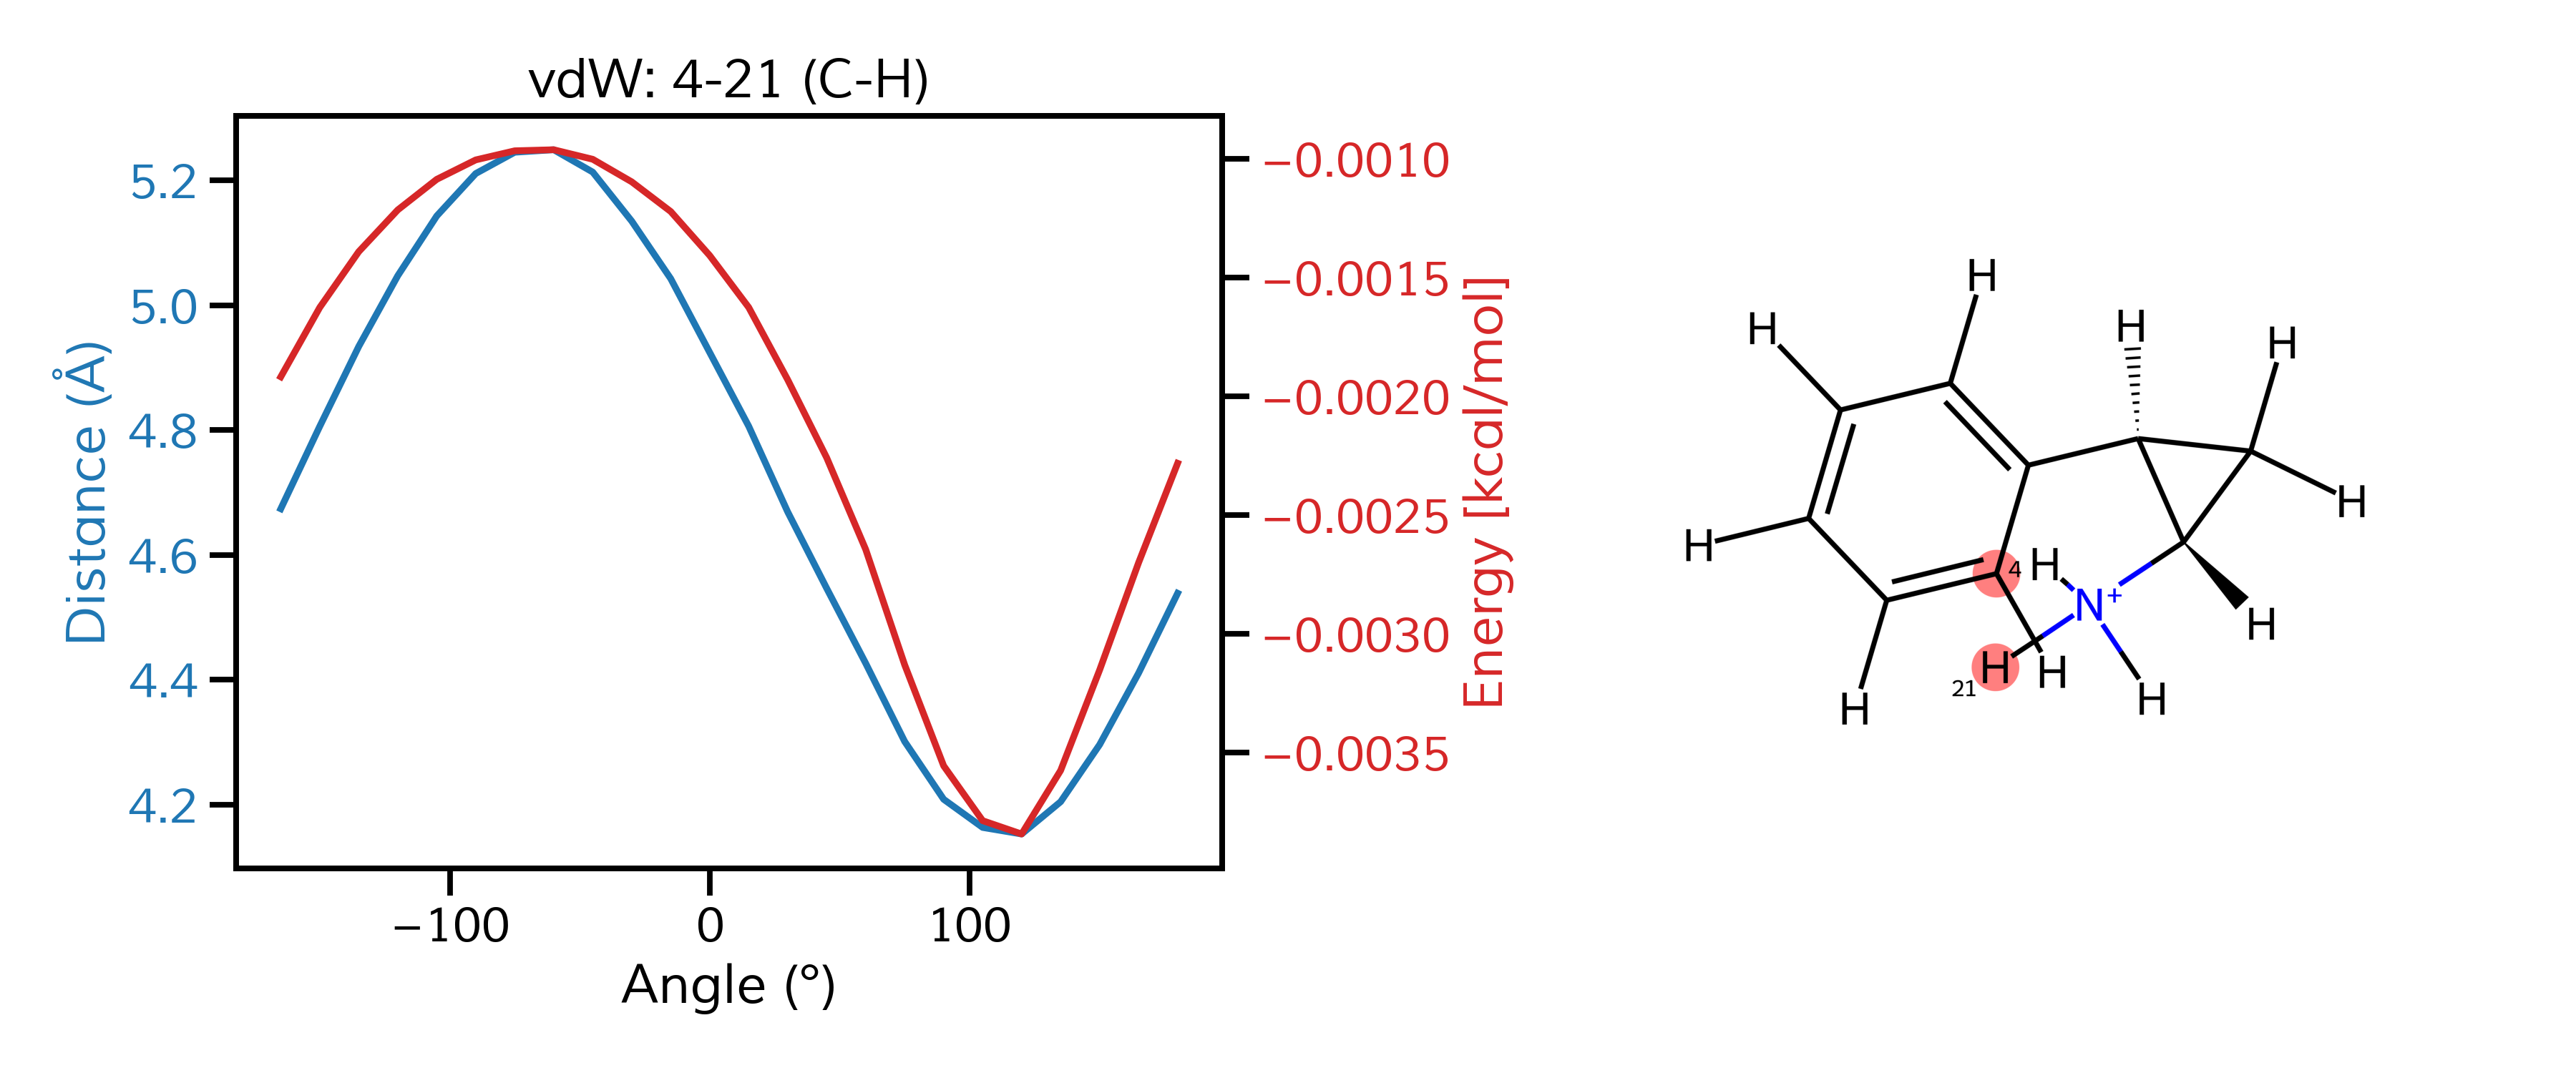 vdW: 4-21 (C-H)
Distance (Å)
5.2
5.0
4.8
4.6
4.4
4.2
−100
0
100
Angle (°)
−0.0010
−0.0015
−0.0020
−0.0025
−0.0030
−0.0035
Energy [kcal/mol]
H
H
H
H
H
H
H
4
N+
H
21
H
H
H
H